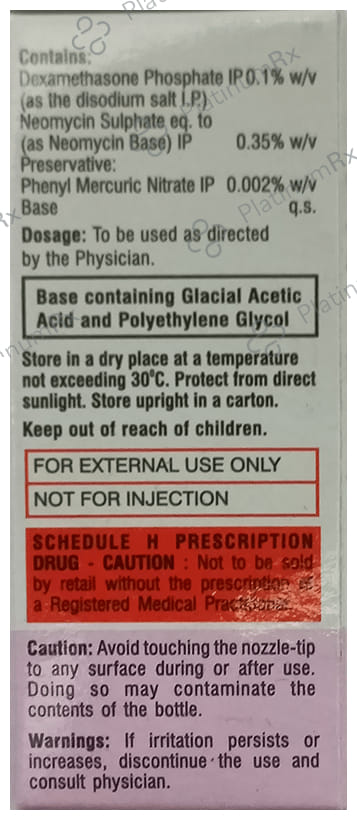 Contains:
Dexamethasone Phosphate IP 0.1% w/v
(as the disodium salt I.P.)
Neomycin Sulphate eq. to
(as Neomycin Base) IP 0.35% w/v
Preservative:
Phenyl Mercuric Nitrate IP 0.002% w/v
Base q.s.
Dosage: To be used as directed
by the Physician.
Base containing Glacial Acetic
Acid and Polyethylene Glycol
Store in a dry place at a temperature
not exceeding 30°C. Protect from direct
sunlight. Store upright in a carton.
Keep out of reach of children.
FOR EXTERNAL USE ONLY
NOT FOR INJECTION
SCHEDULE H PRESCRIPTION
DRUG - CAUTION : Not to be sold
by retail without the prescription of
a Registered Medical Practitioner.
Caution: Avoid touching the nozzle-tip
to any surface during or after use.
Doing so may contaminate the
contents of the bottle.
Warnings: If irritation persists or
increases, discontinue the use and
consult physician.
PlatinumRx
PlatinumRx
PlatinumRx